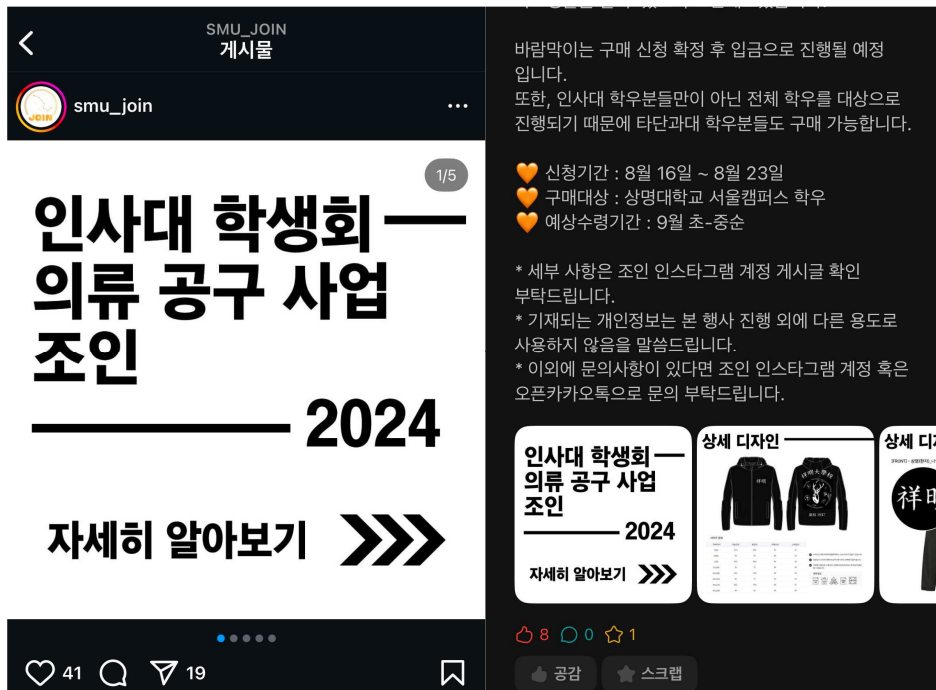 SMU_JOIN
게시물
smu_join
1/5
인사대 학생회
의류 공구 사업
조인
2024
자세히 알아보기
41
19
바람막이는 구매 신청 확정 후 입금으로 진행될 예정
입니다.
또한, 인사대 학우분들만이 아닌 전체 학우를 대상으로
진행되기 때문에 타단과대 학우분들도 구매 가능합니다.
🧡 신청기간 : 8월 16일 ~ 8월 23일
🧡 구매대상 : 상명대학교 서울캠퍼스 학우
🧡 예상수령기간 : 9월 초-중순
* 세부 사항은 조인 인스타그램 계정 게시글 확인
부탁드립니다.
* 기재되는 개인정보는 본 행사 진행 외에 다른 용도로
사용하지 않음을 말씀드립니다.
* 이외에 문의사항이 있다면 조인 인스타그램 계정 혹은
오픈카카오톡으로 문의 부탁드립니다.
인사대 학생회
의류 공구 사업
조인
2024
자세히 알아보기
상세 디자인
祥明
상세
祥
8
0
1
공감
스크랩